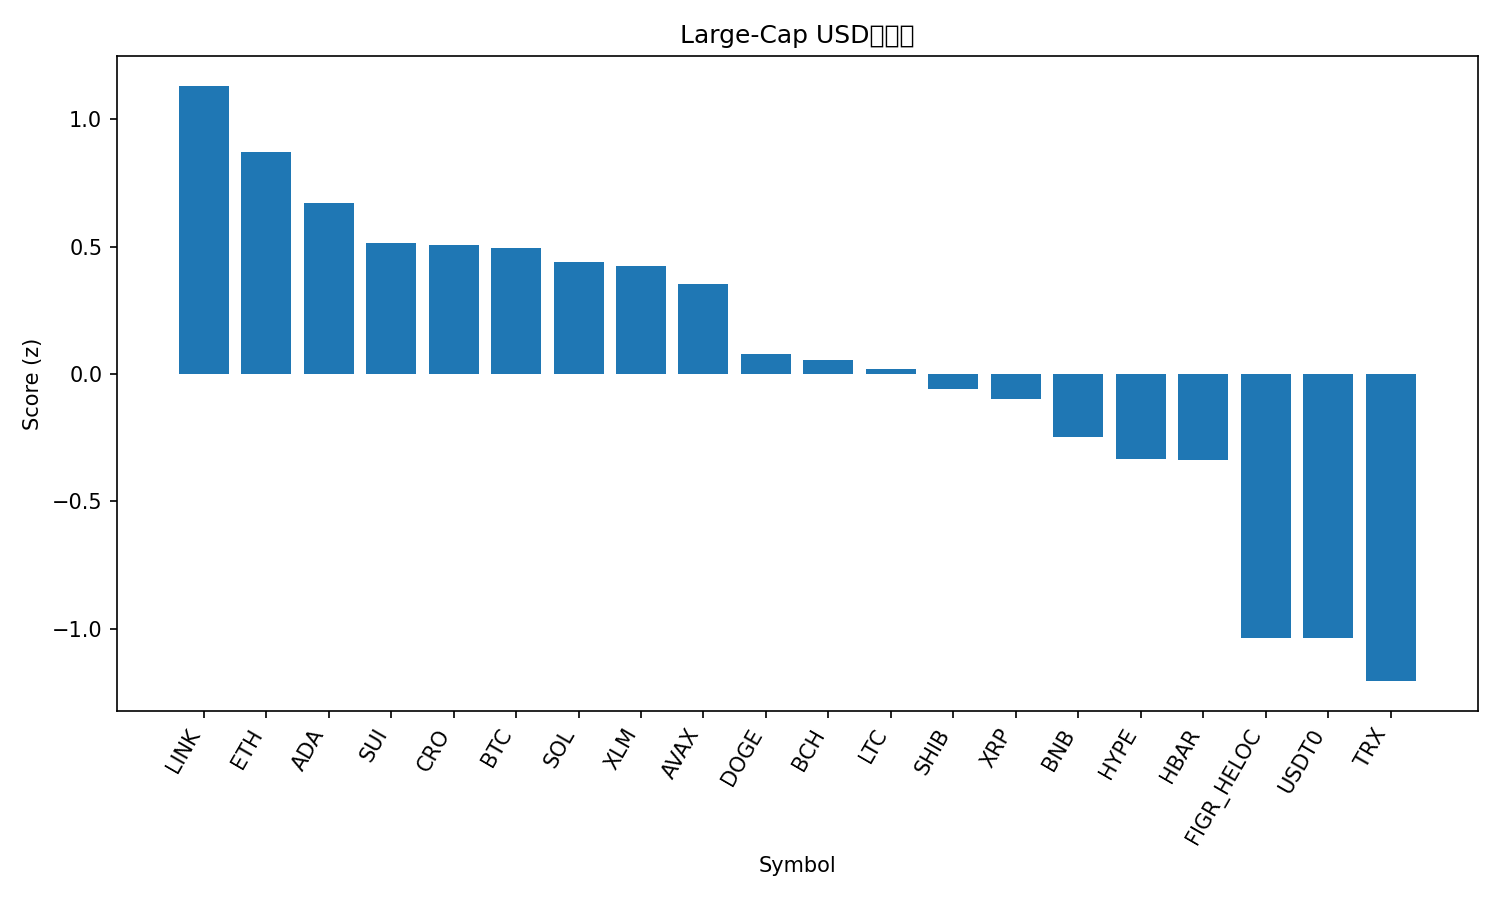 Large-Cap USD
Score (z)
1.0
0.5
0.0
−0.5
−1.0
LINK
ETH
ADA
SUI
CRO
BTC
SOL
XLM
AVAX
DOGE
BCH
LTC
SHIB
XRP
BNB
HYPE
HBAR
FIGR_HELOC
USDT0
TRX
Symbol